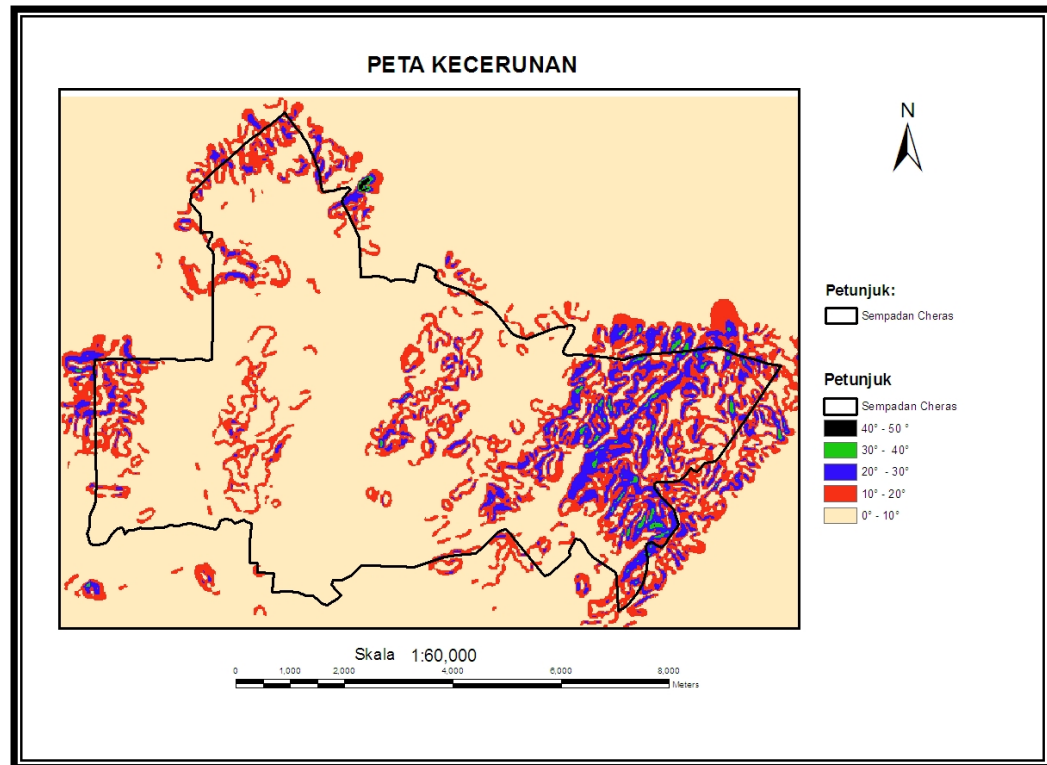 PETA KECERUNAN
N
Petunjuk:
Sempadan Cheras
Petunjuk
Sempadan Cheras
40° - 50 °
30° - 40°
20° - 30°
10° - 20°
0° - 10°
Skala 1:60,000
0 1,000 2,000 4,000 6,000 8,000
Meters